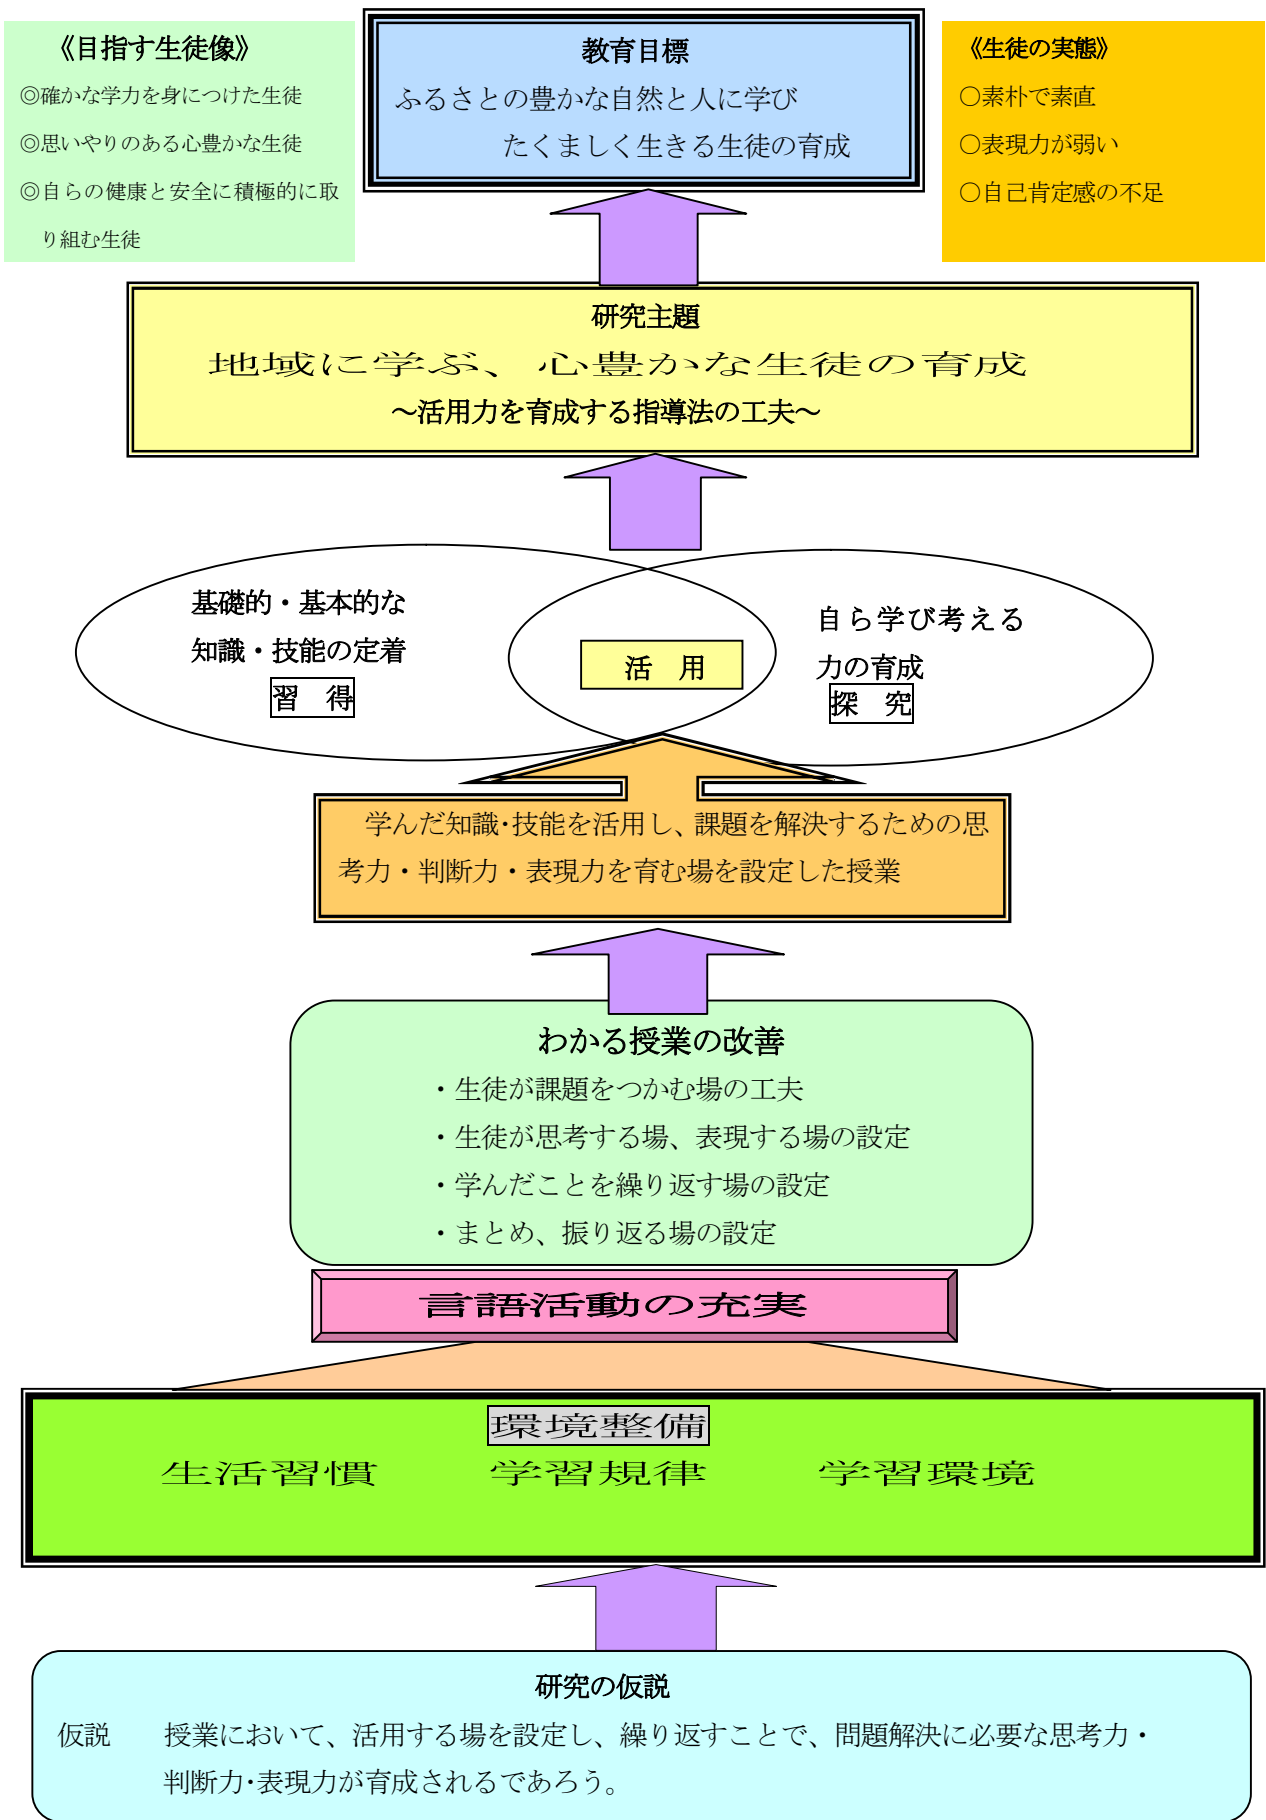 《目指す生徒像》
◎確かな学力を身につけた生徒
◎思いやりのある心豊かな生徒
◎自らの健康と安全に積極的に取
り組む生徒
教育目標
ふるさとの豊かな自然と人に学び
たくましく生きる生徒の育成
《生徒の実態》
○素朴で素直
○表現力が弱い
○自己肯定感の不足
研究主題
地域に学ぶ、心豊かな生徒の育成
～活用力を育成する指導法の工夫～
基礎的・基本的な
知識・技能の定着
習　得
活　用
自ら学び考える
力の育成
探　究
学んだ知識・技能を活用し、課題を解決するための思
考力・判断力・表現力を育む場を設定した授業
わかる授業の改善
・生徒が課題をつかむ場の工夫
・生徒が思考する場、表現する場の設定
・学んだことを繰り返す場の設定
・まとめ、振り返る場の設定
言語活動の充実
環境整備
生活習慣　　学習規律　　学習環境
研究の仮説
仮説　　授業において、活用する場を設定し、繰り返すことで、問題解決に必要な思考力・
判断力・表現力が育成されるであろう。